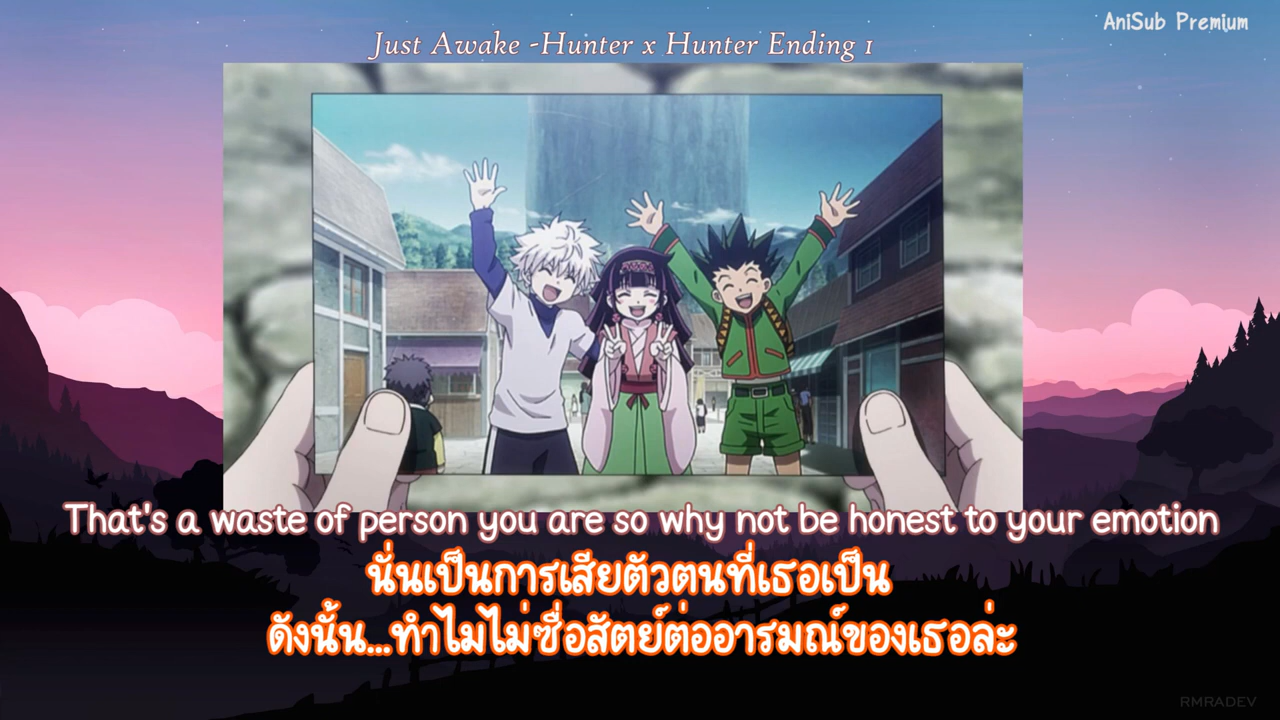 AniSub Premium
Just Awake -Hunter x Hunter Ending 1
That's a waste of person you are so why not be honest to your emotion
นั่นเป็นการเสียตัวตนที่เธอเป็น
ดังนั้น...ทำไมไม่ซื่อสัตย์ต่ออารมณ์ของเธอล่ะ
RMRADEV